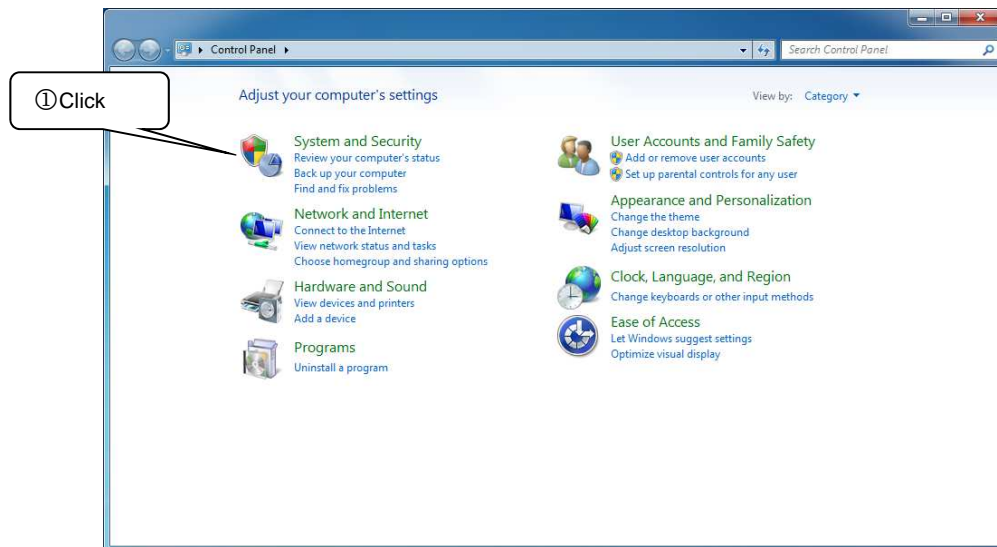 Control Panel
Search Control Panel
①Click
Adjust your computer's settings
View by: Category
System and Security
Review your computer's status
Back up your computer
Find and fix problems
Network and Internet
Connect to the Internet
View network status and tasks
Choose homegroup and sharing options
Hardware and Sound
View devices and printers
Add a device
Programs
Uninstall a program
User Accounts and Family Safety
Add or remove user accounts
Set up parental controls for any user
Appearance and Personalization
Change the theme
Change desktop background
Adjust screen resolution
Clock, Language, and Region
Change keyboards or other input methods
Ease of Access
Let Windows suggest settings
Optimize visual display